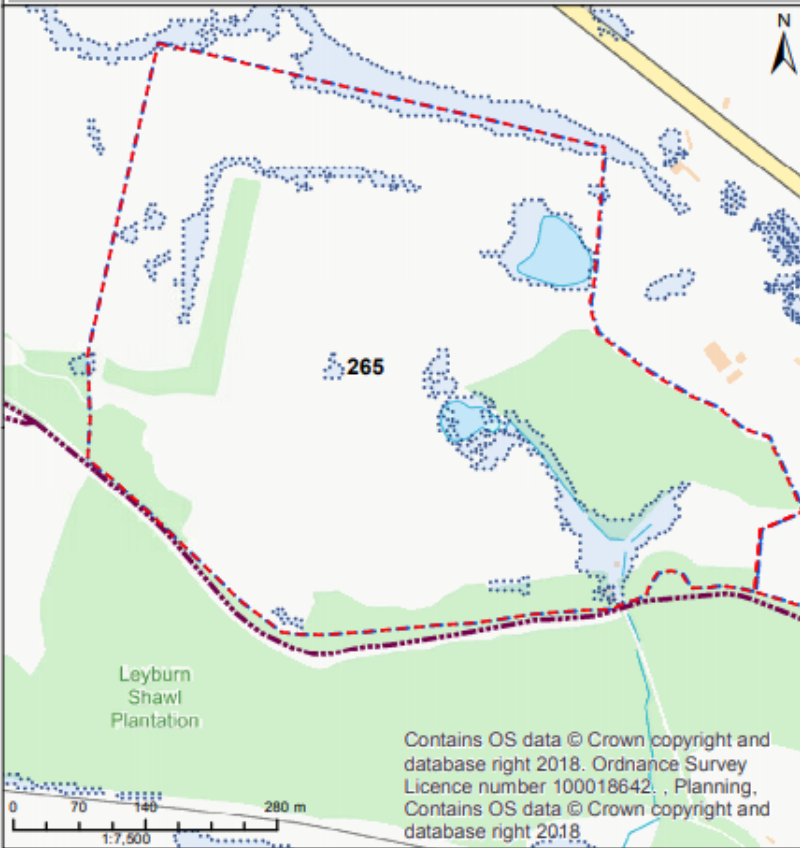 N
265
Leyburn
Shawl
Plantation
Contains OS data © Crown copyright and
database right 2018. Ordnance Survey
Licence number 100018642. , Planning,
Contains OS data © Crown copyright and
database right 2018
0 70 140 280 m
1:7,500